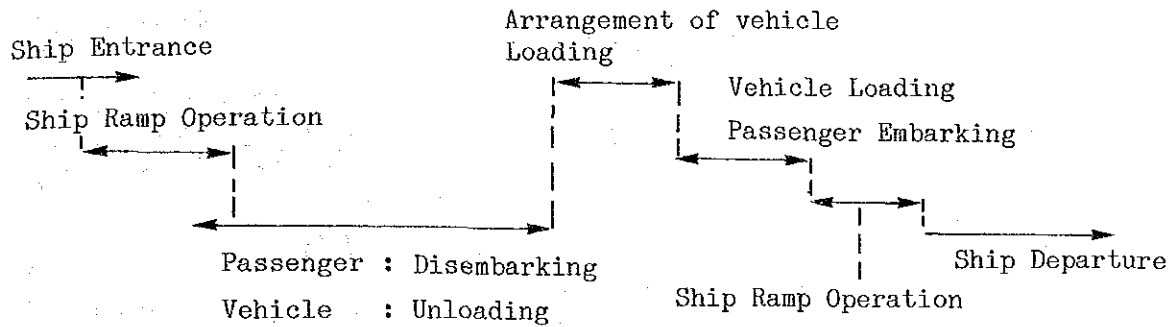 Arrangement of vehicle
Loading
Ship Entrance
Ship Ramp Operation
Vehicle Loading
Passenger Embarking
Passenger : Disembarking
Vehicle : Unloading
Ship Departure
Ship Ramp Operation